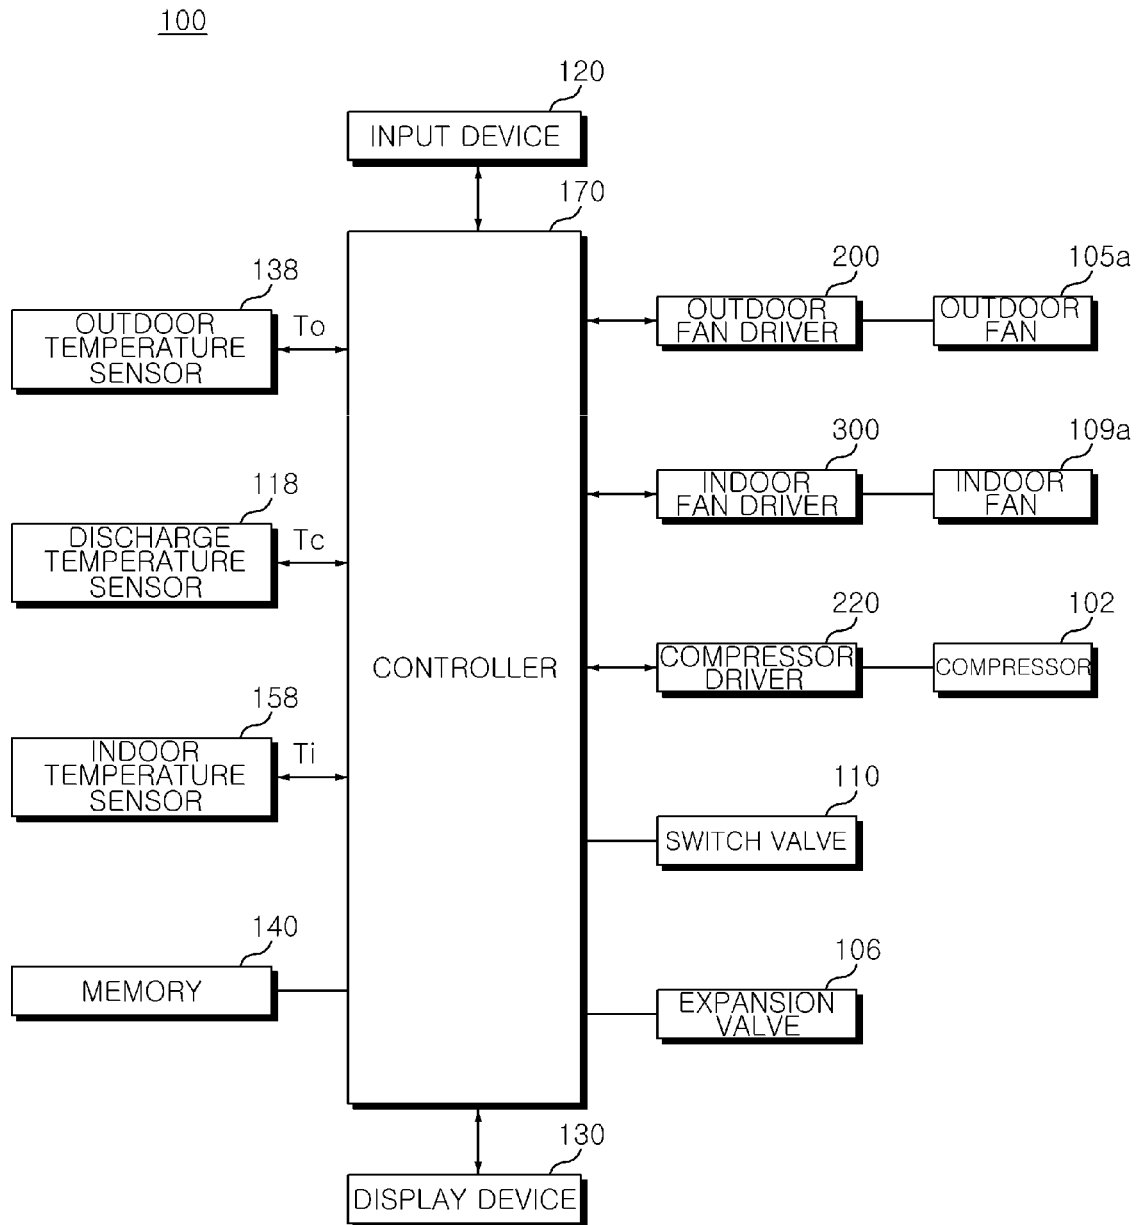 100
120
INPUT DEVICE
170
138
OUTDOOR
TEMPERATURE
SENSOR
To
200
OUTDOOR
FAN DRIVER
105a
OUTDOOR
FAN
118
DISCHARGE
TEMPERATURE
SENSOR
Tc
300
INDOOR
FAN DRIVER
109a
INDOOR
FAN
CONTROLLER
220
COMPRESSOR
DRIVER
102
COMPRESSOR
158
INDOOR
TEMPERATURE
SENSOR
Ti
110
SWITCH VALVE
140
MEMORY
106
EXPANSION
VALVE
130
DISPLAY DEVICE